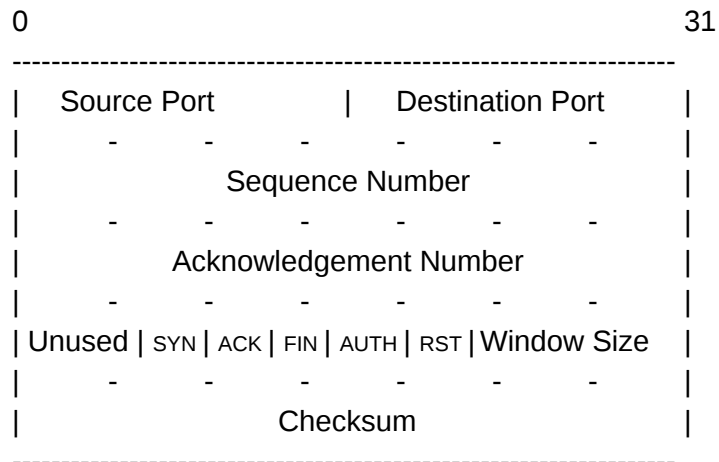 0 31
--------------------------------------------------------------------
| Source Port | Destination Port |
| - - - - - - |
| Sequence Number |
| - - - - - - |
| Acknowledgement Number |
| - - - - - - |
| Unused | SYN | ACK | FIN | AUTH | RST | Window Size |
| - - - - - - |
| Checksum |
--------------------------------------------------------------------